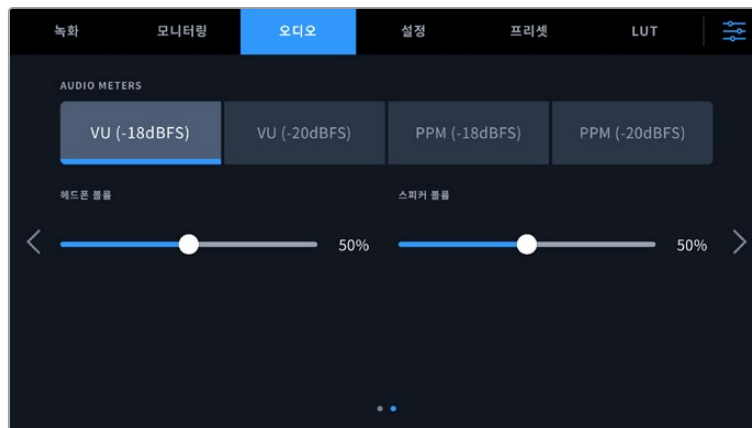 녹화 모니터링 오디오 설정 프리셋 LUT
AUDIO METERS
VU (-18dBFS) VU (-20dBFS) PPM (-18dBFS) PPM (-20dBFS)
헤드폰 볼륨 스피커 볼륨
50% 50%